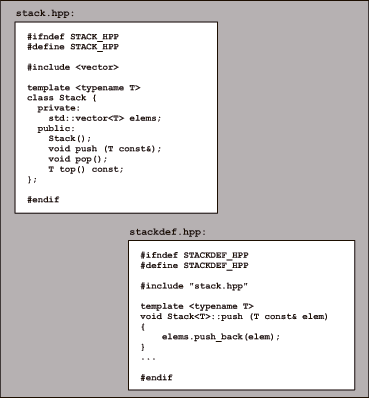 stack.hpp:
#ifndef STACK_HPP
#define STACK_HPP
#include <vector>
template <typename T>
class Stack {
private:
std::vector<T> elems;
public:
Stack();
void push (T const&);
void pop();
T top() const;
};
#endif
stackdef.hpp:
#ifndef STACKDEF_HPP
#define STACKDEF_HPP
#include "stack.hpp"
template <typename T>
void Stack<T>::push (T const& elem)
{
elems.push_back(elem);
}
...
#endif